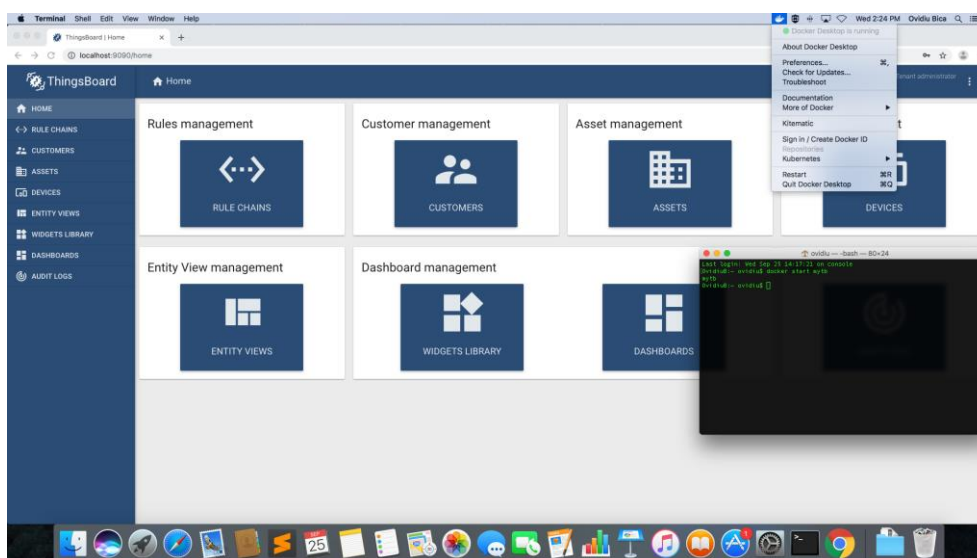 Terminal Shell Edit View Window Help
Wed 2:24 PM Ovidiu Bica
ThingsBoard | Home
localhost:9090/home
ThingsBoard
Home
Tenant administrator
HOME
RULE CHAINS
CUSTOMERS
ASSETS
DEVICES
ENTITY VIEWS
WIDGETS LIBRARY
DASHBOARDS
AUDIT LOGS
Rules management
RULE CHAINS
Customer management
CUSTOMERS
Asset management
ASSETS
DEVICES
Entity View management
ENTITY VIEWS
Dashboard management
WIDGETS LIBRARY
DASHBOARDS
Docker Desktop is running
About Docker Desktop
Preferences... ⌘,
Check for Updates...
Troubleshoot
Documentation
More of Docker
Kitematic
Sign in / Create Docker ID
Repositories
Kubernetes
Restart ⌘R
Quit Docker Desktop ⌘Q
ovidiu — -bash — 80×24
Last login: Wed Sep 25 14:17:21 on console
OvidiuB:~ ovidiu$ docker start mytb
mytb
OvidiuB:~ ovidiu$
SEP
25